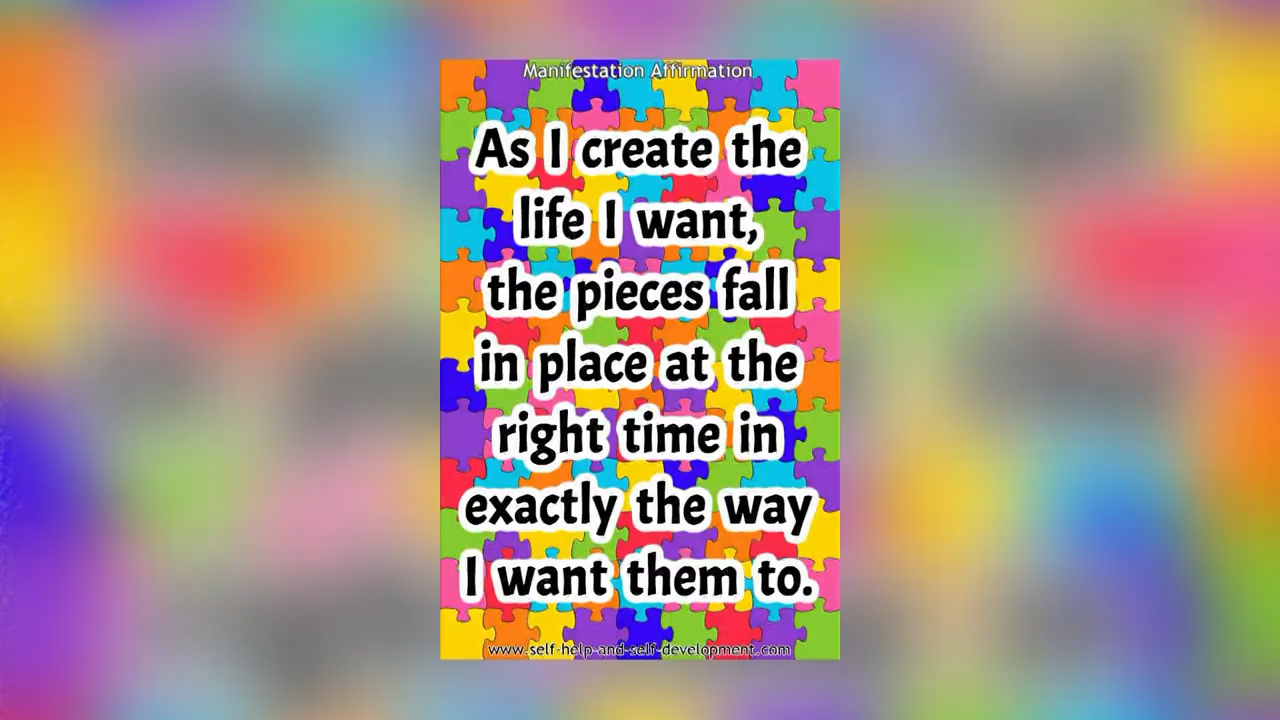 Manifestation Affirmation
As I create the
life I want,
the pieces fall
in place at the
right time in
exactly the way
I want them to.
www.self-help-and-self-development.com